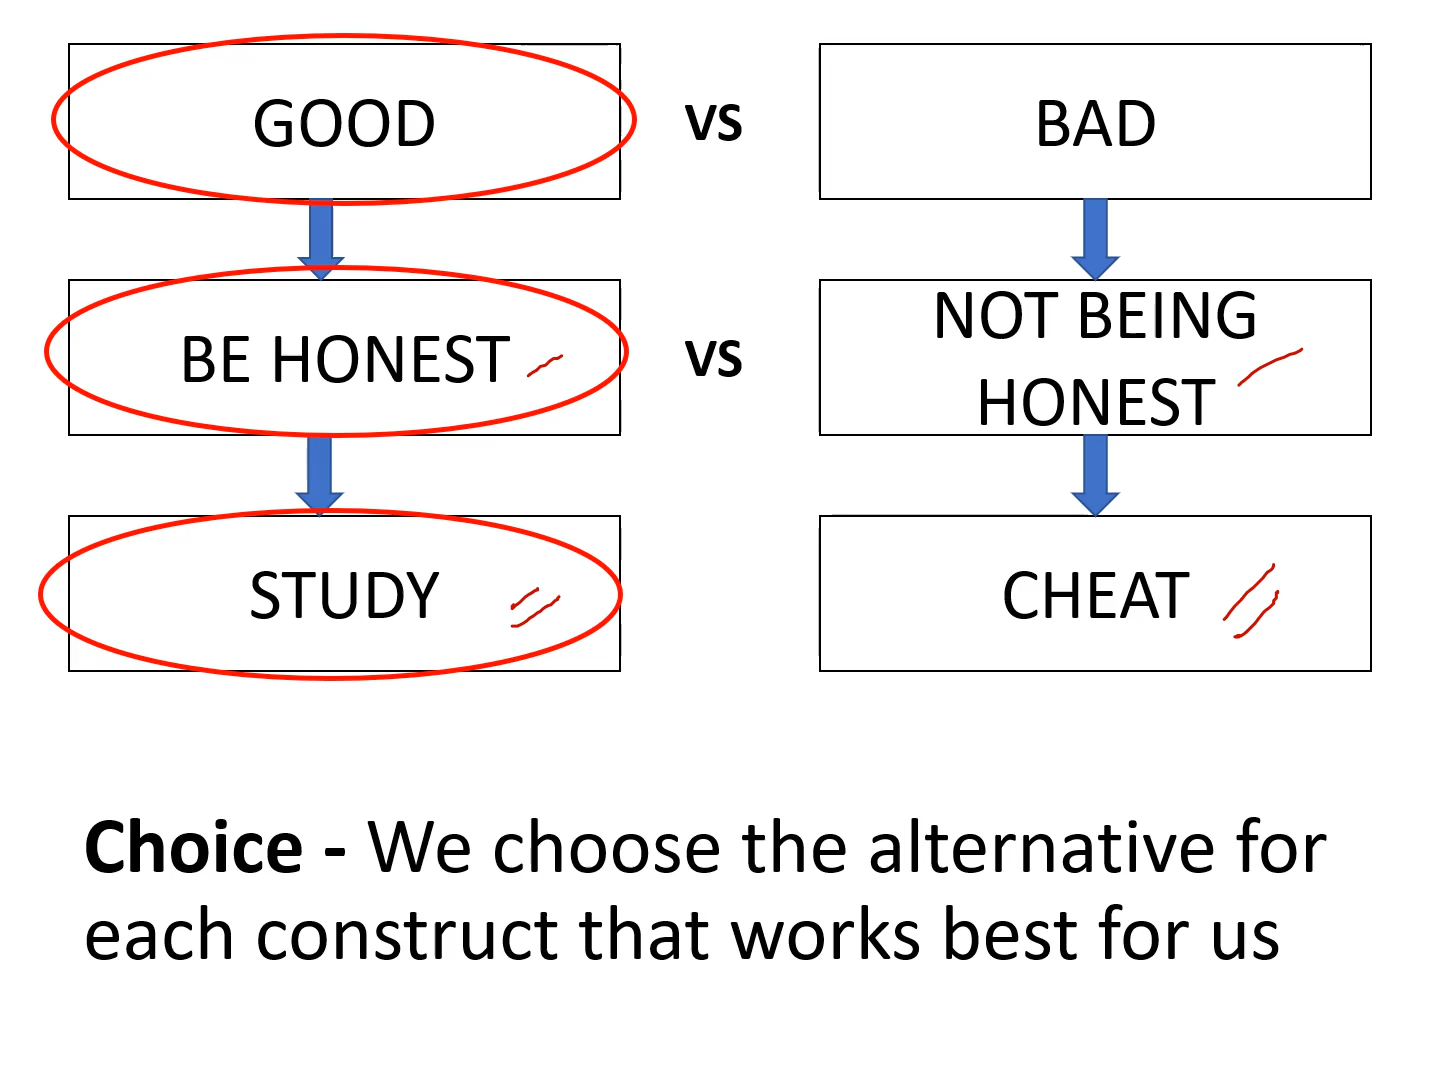 GOOD vs BAD
BE HONEST vs NOT BEING
HONEST
STUDY CHEAT
Choice - We choose the alternative for
each construct that works best for us